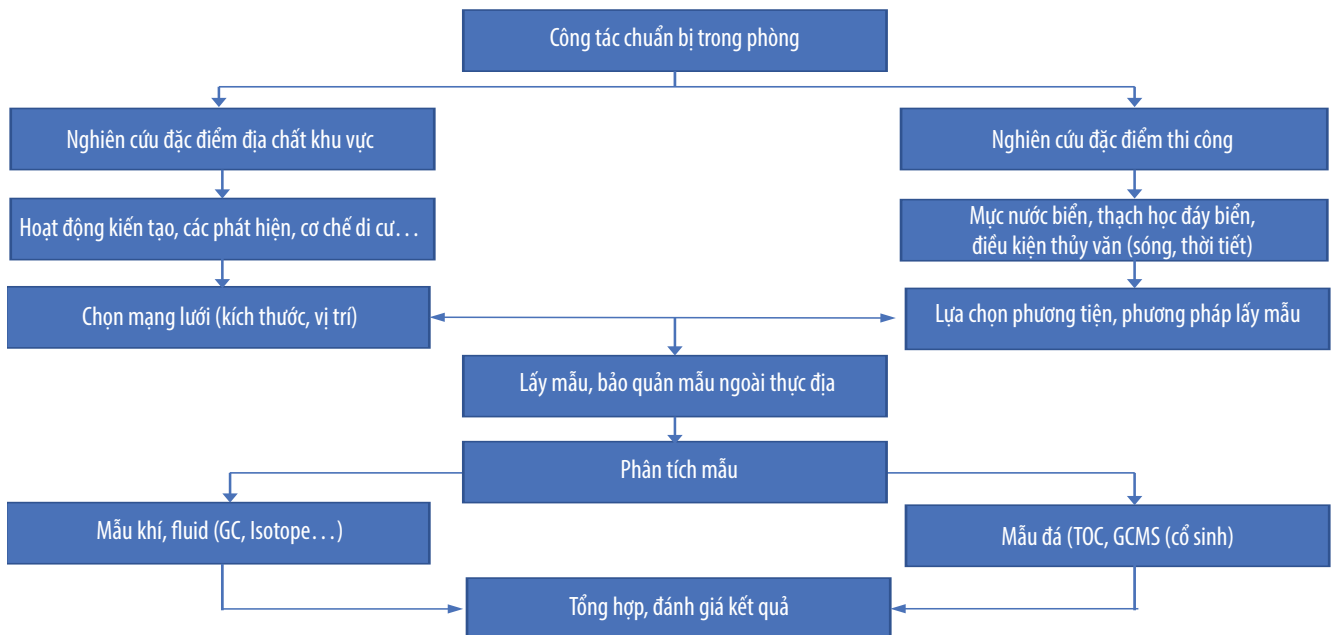 Công tác chuẩn bị trong phòng
Nghiên cứu đặc điểm địa chất khu vực
Nghiên cứu đặc điểm thi công
Hoạt động kiến tạo, các phát hiện, cơ chế di cư…
Mực nước biển, thạch học đáy biển,
điều kiện thủy văn (sóng, thời tiết)
Chọn mạng lưới (kích thước, vị trí)
Lựa chọn phương tiện, phương pháp lấy mẫu
Lấy mẫu, bảo quản mẫu ngoài thực địa
Phân tích mẫu
Mẫu khí, fluid (GC, Isotope…)
Mẫu đá (TOC, GCMS (cổ sinh)
Tổng hợp, đánh giá kết quả